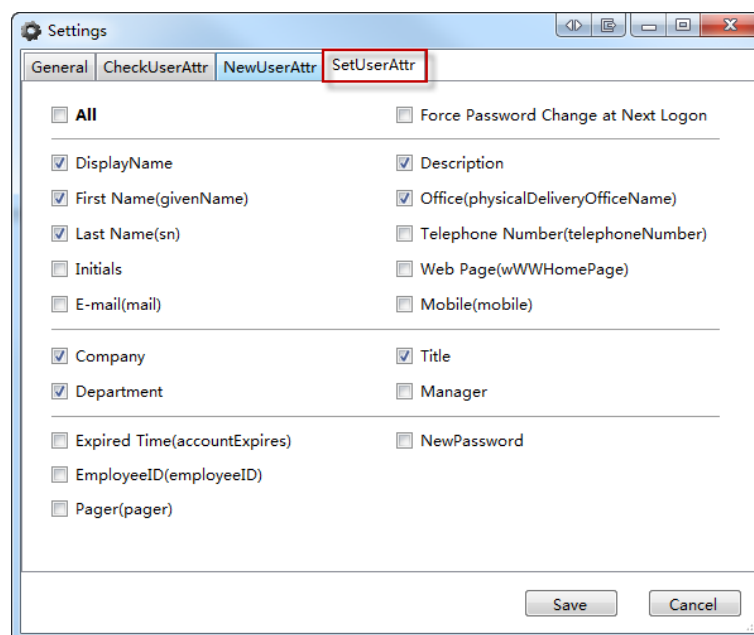 Settings
General CheckUserAttr NewUserAttr SetUserAttr
All Force Password Change at Next Logon
DisplayName Description
First Name(givenName) Office(physicalDeliveryOfficeName)
Last Name(sn) Telephone Number(telephoneNumber)
Initials Web Page(wWWHomePage)
E-mail(mail) Mobile(mobile)
Company Title
Department Manager
Expired Time(accountExpires) NewPassword
EmployeeID(employeeID)
Pager(pager)
Save Cancel